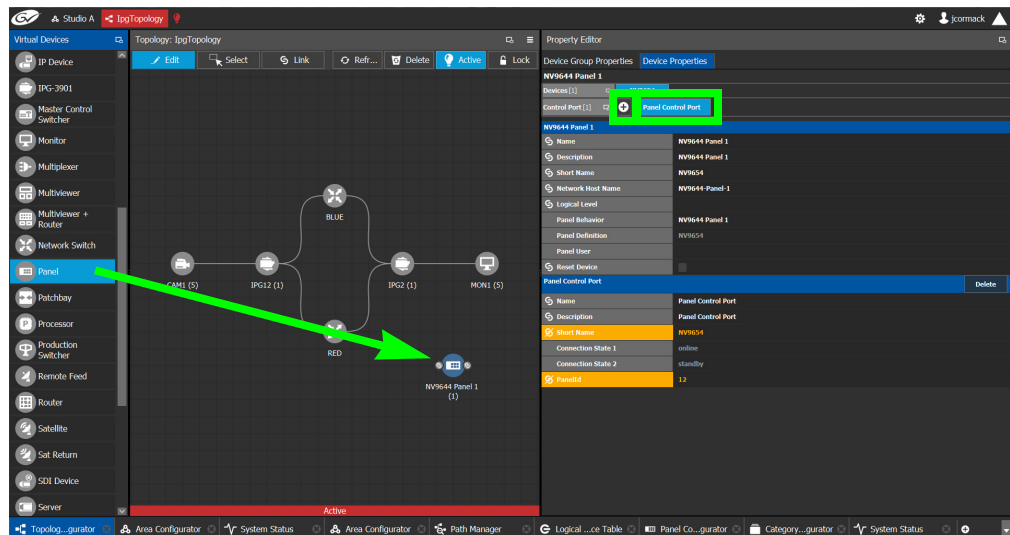 Studio A
IpgTopology
jcormack
Virtual Devices
IP Device
IPG-3901
Master Control
Switcher
Monitor
Multiplexer
Multiviewer
Multiviewer +
Router
Network Switch
Panel
Patchbay
Processor
Production
Switcher
Remote Feed
Router
Satellite
Sat Return
SDI Device
Server
Topology: IpgTopology
Edit Select Link Refr... Delete Active Lock
BLUE
CAM1 (5) IPG12 (1) IPG2 (1) MON1 (5)
RED
NV9644 Panel 1
(1)
Active
Property Editor
Device Group Properties Device Properties
NV9644 Panel 1
Devices [1]
Control Port [1] Panel Control Port
NV9644 Panel 1
Name NV9644 Panel 1
Description NV9644 Panel 1
Short Name NV9654
Network Host Name NV9644-Panel-1
Logical Level
Panel Behavior NV9644 Panel 1
Panel Definition NV9654
Panel User
Reset Device
Panel Control Port Delete
Name Panel Control Port
Description Panel Control Port
Short Name NV9654
Connection State 1 online
Connection State 2 standby
PanelId 12
Topolog...gurator Area Configurator System Status Area Configurator Path Manager Logical ...ce Table Panel Co...gurator Category...gurator System Status